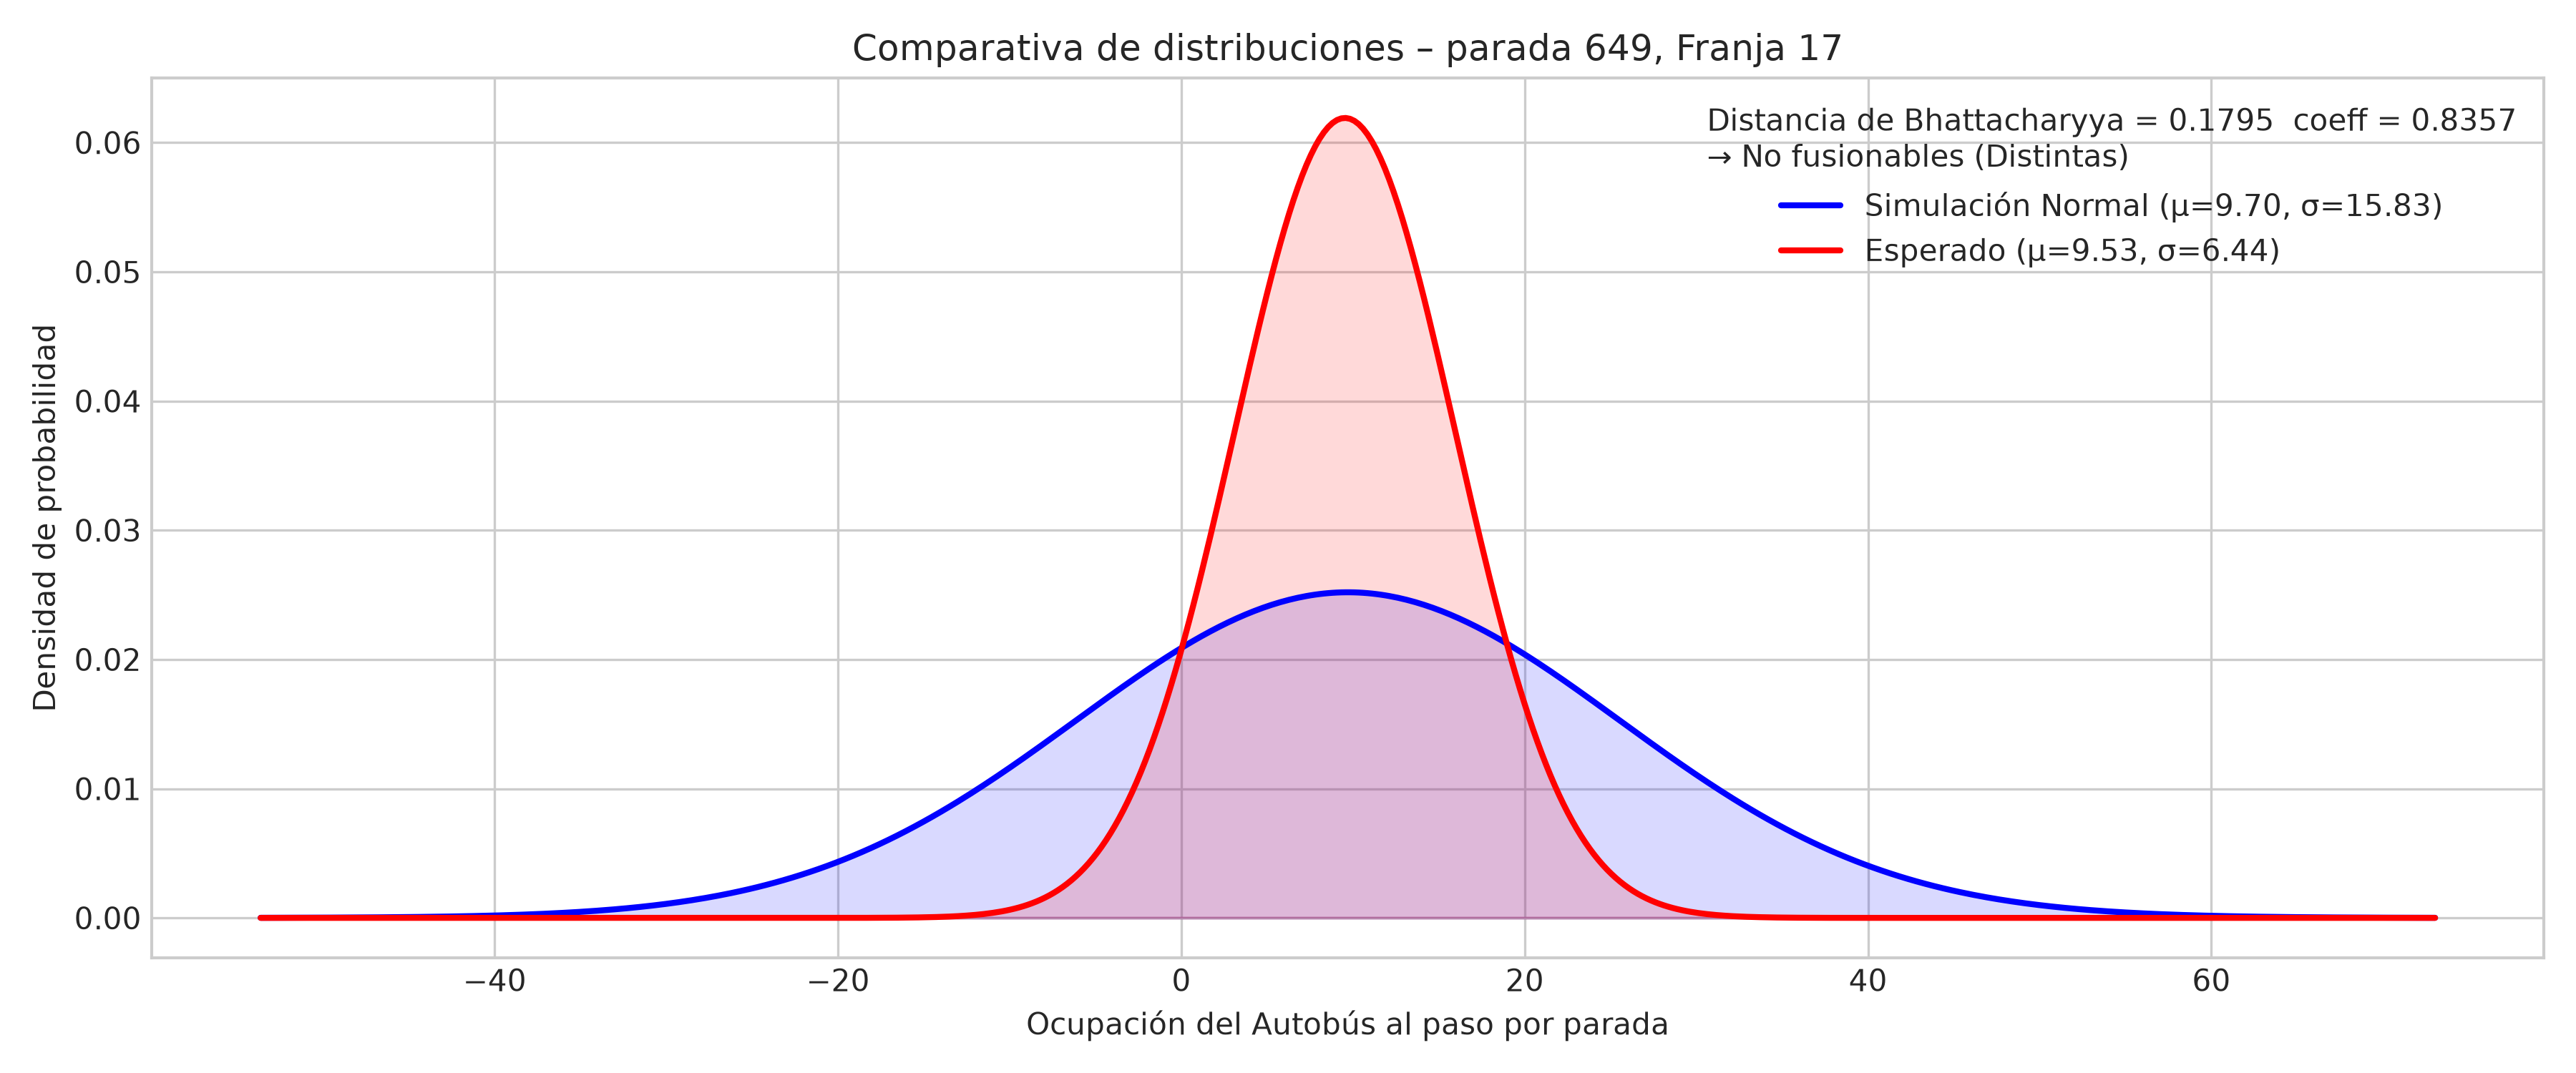 Comparativa de distribuciones – parada 649, Franja 17
Distancia de Bhattacharyya = 0.1795  coeff = 0.8357
→ No fusionables (Distintas)
Simulación Normal (μ=9.70, σ=15.83)
Esperado (μ=9.53, σ=6.44)
Densidad de probabilidad
0.06
0.05
0.04
0.03
0.02
0.01
0.00
−40
−20
0
20
40
60
Ocupación del Autobús al paso por parada